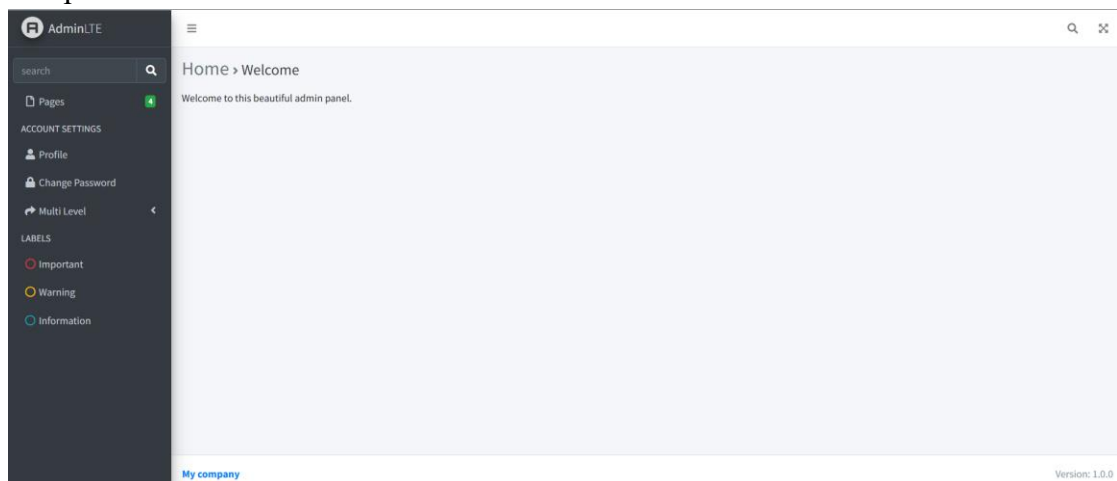 AdminLTE
search
Pages 4
ACCOUNT SETTINGS
Profile
Change Password
Multi Level
LABELS
Important
Warning
Information
Home › Welcome
Welcome to this beautiful admin panel.
My company
Version: 1.0.0